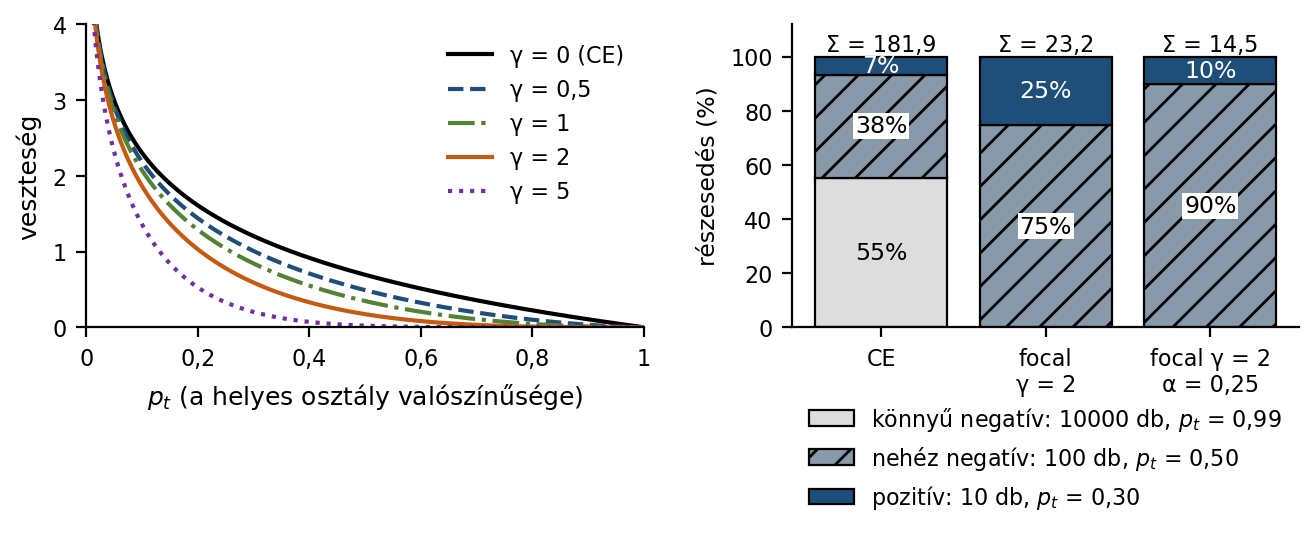 4
3
2
1
0
veszteség
0
0,2
0,4
0,6
0,8
1
p_t (a helyes osztály valószínűsége)
γ = 0 (CE)
γ = 0,5
γ = 1
γ = 2
γ = 5
100
80
60
40
20
0
részesedés (%)
Σ = 181,9
Σ = 23,2
Σ = 14,5
7%
38%
55%
25%
75%
10%
90%
CE
focal
γ = 2
focal γ = 2
α = 0,25
könnyű negatív: 10000 db, p_t = 0,99
nehéz negatív: 100 db, p_t = 0,50
pozitív: 10 db, p_t = 0,30